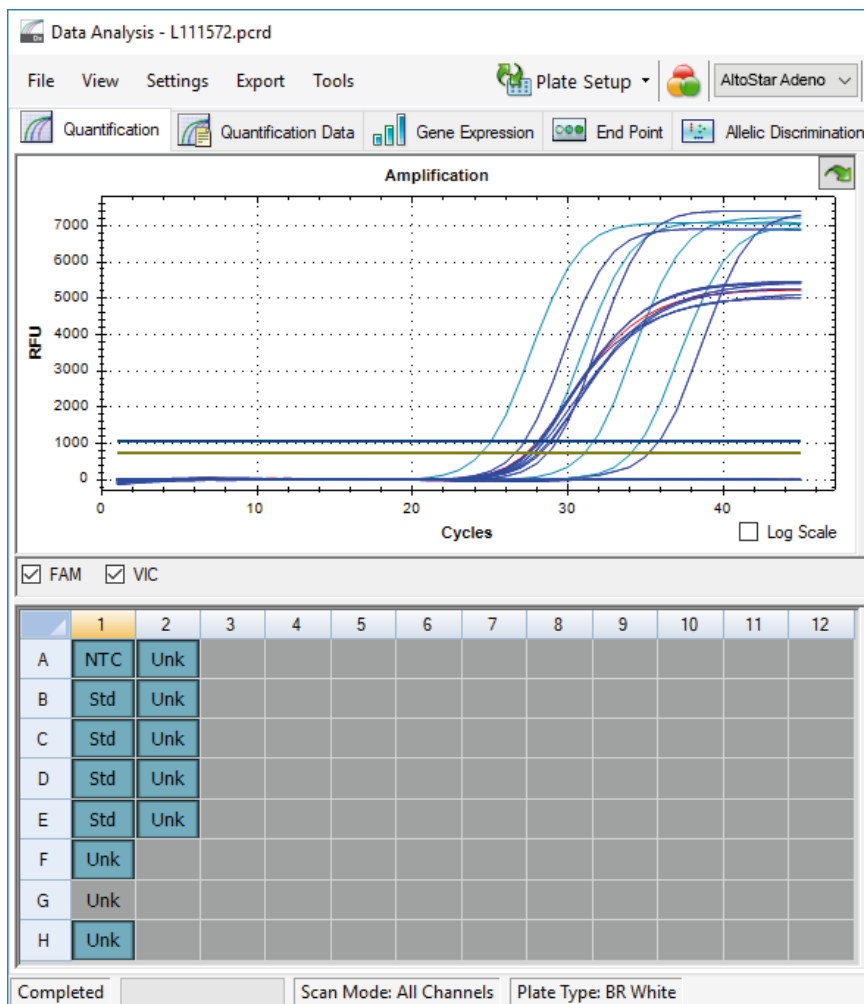 Data Analysis - L111572.pcrd
File View Settings Export Tools Plate Setup AltoStar Adeno
Quantification Quantification Data Gene Expression End Point Allelic Discrimination
Amplification
7000
6000
5000
4000
3000
2000
1000
0
RFU
0 10 20 30 40
Cycles
Log Scale
FAM VIC
1 2 3 4 5 6 7 8 9 10 11 12
A NTC Unk
B Std Unk
C Std Unk
D Std Unk
E Std Unk
F Unk
G Unk
H Unk
Completed Scan Mode: All Channels Plate Type: BR White